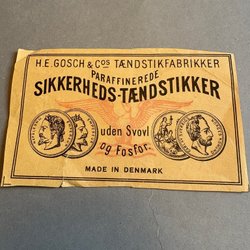 H.E. GOSCH & Cos TÆNDSTIKFABRIKKER
PARAFFINEREDE
SIKKERHEDS-TÆNDSTIKKER
uden Svovl
og Fosfor.
MADE IN DENMARK